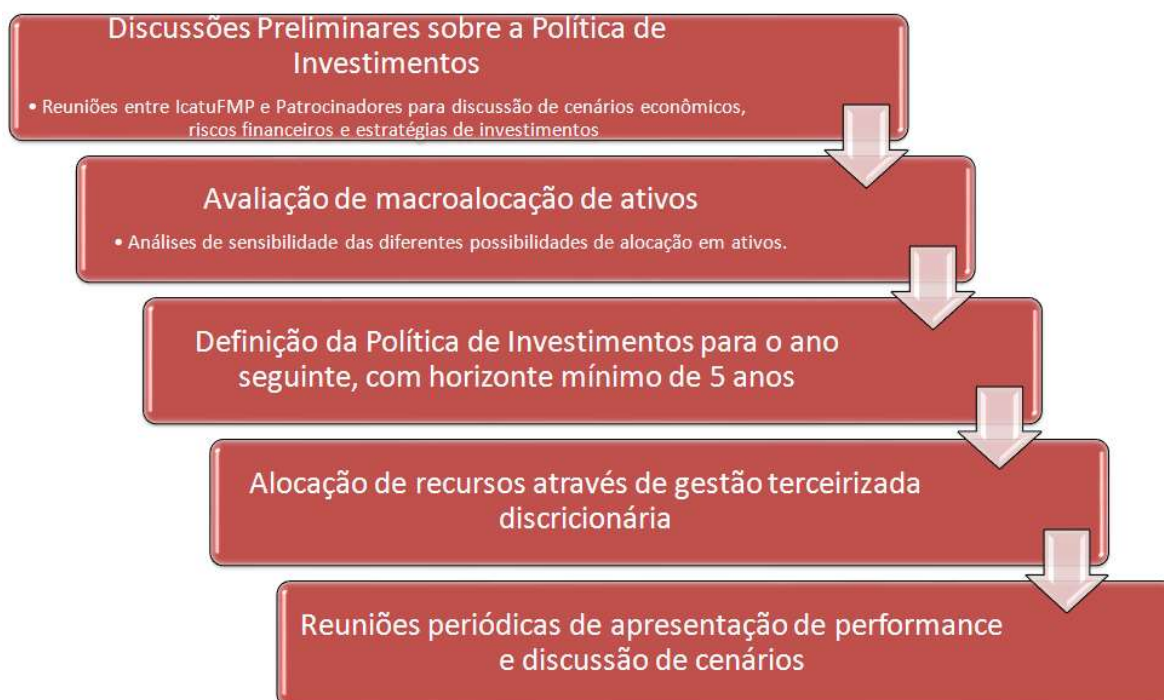 Discussões Preliminares sobre a Política de
Investimentos
• Reuniões entre IcatuFMP e Patrocinadores para discussão de cenários econômicos,
riscos financeiros e estratégias de investimentos
Avaliação de macroalocação de ativos
• Análises de sensibilidade das diferentes possibilidades de alocação em ativos.
Definição da Política de Investimentos para o ano
seguinte, com horizonte mínimo de 5 anos
Alocação de recursos através de gestão terceirizada
discricionária
Reuniões periódicas de apresentação de performance
e discussão de cenários